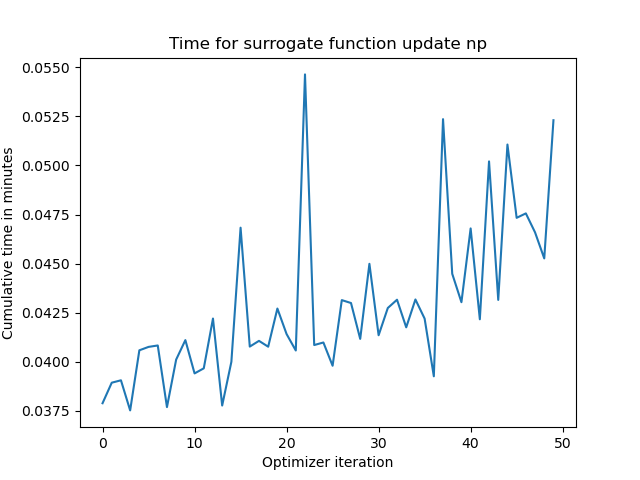 Time for surrogate function update np
0.0550
0.0525
0.0500
0.0475
0.0450
0.0425
0.0400
0.0375
Cumulative time in minutes
0 10 20 30 40 50
Optimizer iteration